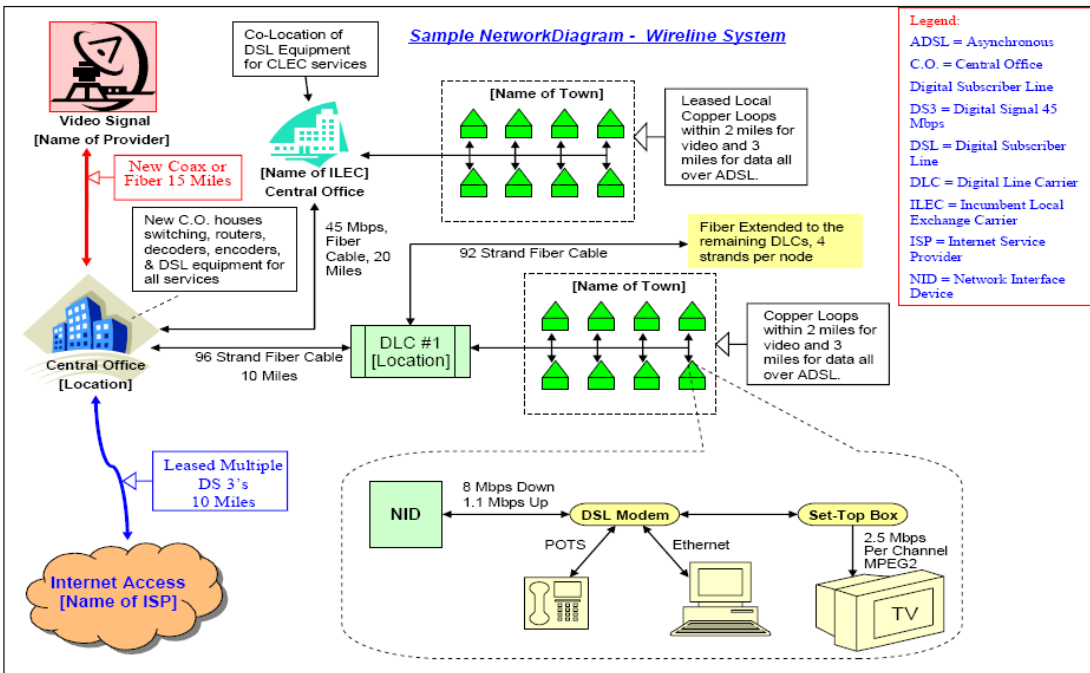 Sample NetworkDiagram - Wireline System
Video Signal
[Name of Provider]
New Coax or
Fiber 15 Miles
Co-Location of
DSL Equipment
for CLEC services
[Name of ILEC]
Central Office
[Name of Town]
Leased Local
Copper Loops
within 2 miles for
video and 3
miles for data all
over ADSL.
Legend:
ADSL = Asynchronous
C.O. = Central Office
Digital Subscriber Line
DS3 = Digital Signal 45
Mbps
DSL = Digital Subscriber
Line
DLC = Digital Line Carrier
ILEC = Incumbent Local
Exchange Carrier
ISP = Internet Service
Provider
NID = Network Interface
Device
New C.O. houses
switching, routers,
decoders, encoders,
& DSL equipment for
all services
45 Mbps,
Fiber
Cable, 20
Miles
92 Strand Fiber Cable
Fiber Extended to the
remaining DLCs, 4
strands per node
Central Office
[Location]
96 Strand Fiber Cable
10 Miles
DLC #1
[Location]
[Name of Town]
Copper Loops
within 2 miles for
video and 3
miles for data all
over ADSL.
Leased Multiple
DS 3's
10 Miles
Internet Access
[Name of ISP]
NID
8 Mbps Down
1.1 Mbps Up
DSL Modem
Set-Top Box
POTS
Ethernet
2.5 Mbps
Per Channel
MPEG2
TV